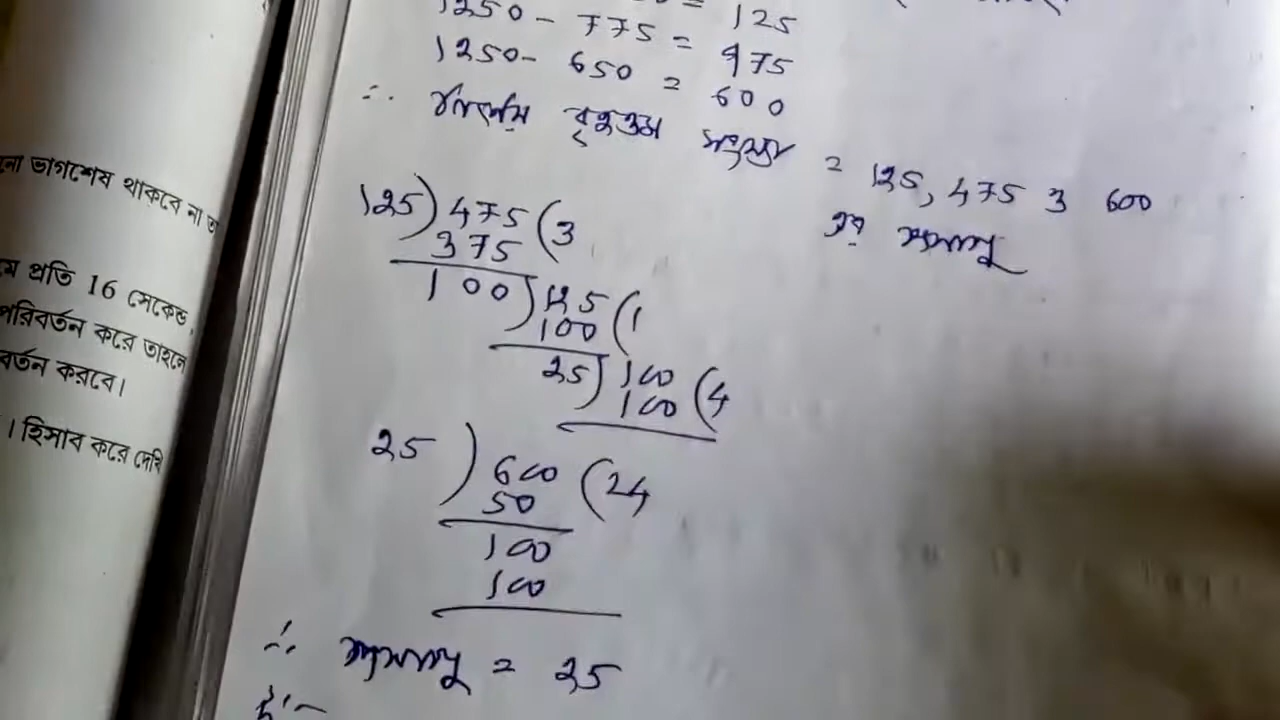 নো ভাগশেষ থাকবে না ত
ম প্রতি 16 সেকেন্ড,
পরিবর্তন করে তাহলে
বর্তন করবে।
। হিসাব করে দেখি
= 125
1250 - 775 = 475
1250 - 650 = 600
∴ নির্ণেয় বৃহত্তম সংখ্যা = 125, 475 ও 600
এর গসাগু
125) 475 (3
375
100) 125 (1
100
25) 100 (4
100
25) 600 (24
50
100
100
∴ গসাগু = 25